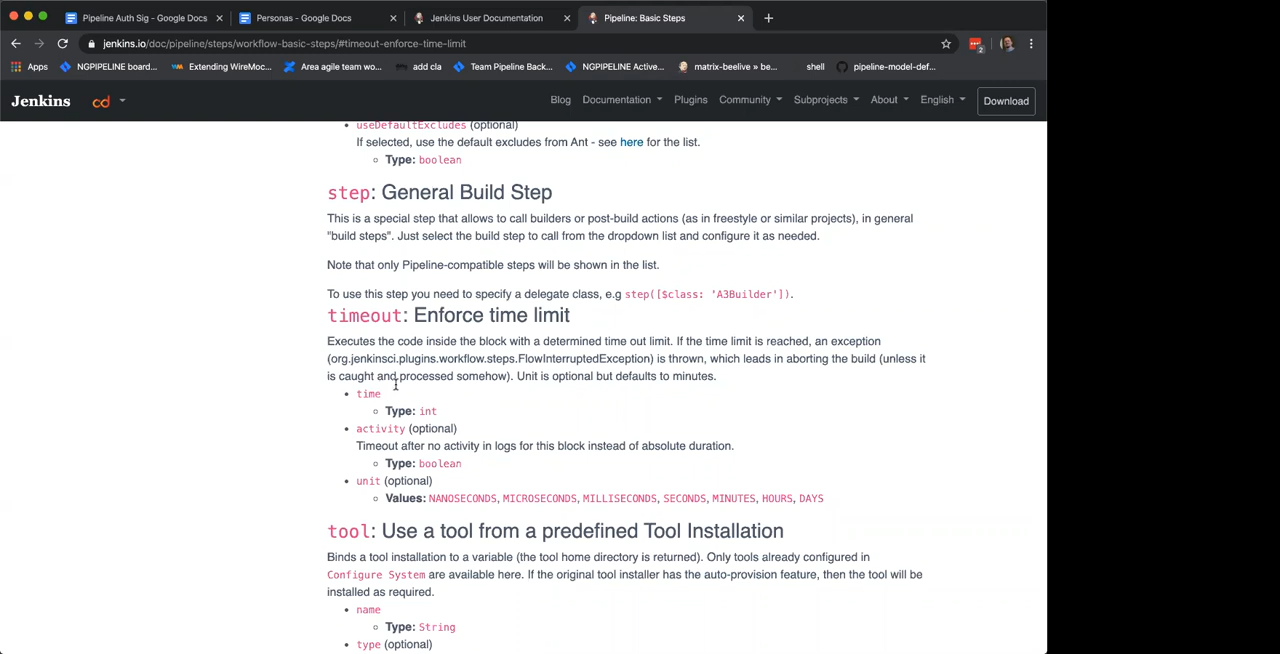 Pipeline Auth Sig - Google Docs
Personas - Google Docs
Jenkins User Documentation
Pipeline: Basic Steps
jenkins.io/doc/pipeline/steps/workflow-basic-steps/#timeout-enforce-time-limit
2
Apps
NGPIPELINE board...
Extending WireMoc...
Area agile team wo...
add cla
Team Pipeline Back...
NGPIPELINE Active...
matrix-beelive » be...
shell
pipeline-model-def...
Jenkins
cd
Blog
Documentation
Plugins
Community
Subprojects
About
English
Download
useDefaultExcludes (optional)
If selected, use the default excludes from Ant - see here for the list.
Type: boolean
step: General Build Step
This is a special step that allows to call builders or post-build actions (as in freestyle or similar projects), in general
"build steps". Just select the build step to call from the dropdown list and configure it as needed.
Note that only Pipeline-compatible steps will be shown in the list.
To use this step you need to specify a delegate class, e.g step([$class: 'A3Builder']).
timeout: Enforce time limit
Executes the code inside the block with a determined time out limit. If the time limit is reached, an exception
(org.jenkinsci.plugins.workflow.steps.FlowInterruptedException) is thrown, which leads in aborting the build (unless it
is caught and processed somehow). Unit is optional but defaults to minutes.
time
Type: int
activity (optional)
Timeout after no activity in logs for this block instead of absolute duration.
Type: boolean
unit (optional)
Values: NANOSECONDS, MICROSECONDS, MILLISECONDS, SECONDS, MINUTES, HOURS, DAYS
tool: Use a tool from a predefined Tool Installation
Binds a tool installation to a variable (the tool home directory is returned). Only tools already configured in
Configure System are available here. If the original tool installer has the auto-provision feature, then the tool will be
installed as required.
name
Type: String
type (optional)